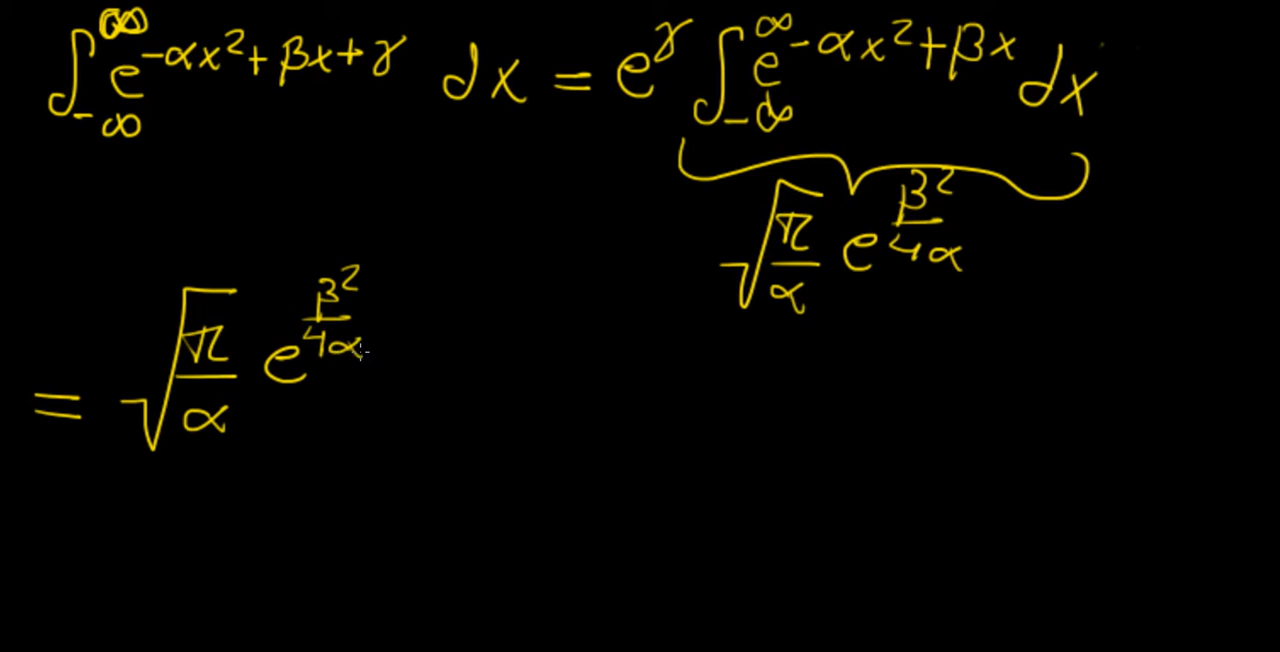 ∫_{-∞}^{∞} e^{-αx²+βx+γ} dx = e^γ ∫_{-∞}^{∞} e^{-αx²+βx} dx
√(π/α) e^{β²/4α}
= √(π/α) e^{β²/4α}